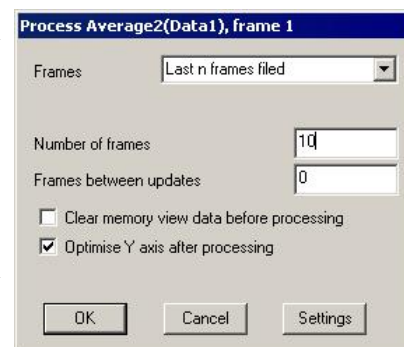 Process Average2(Data1), frame 1
Frames Last n frames filed
Number of frames 10
Frames between updates 0
Clear memory view data before processing
Optimise Y axis after processing
OK Cancel Settings